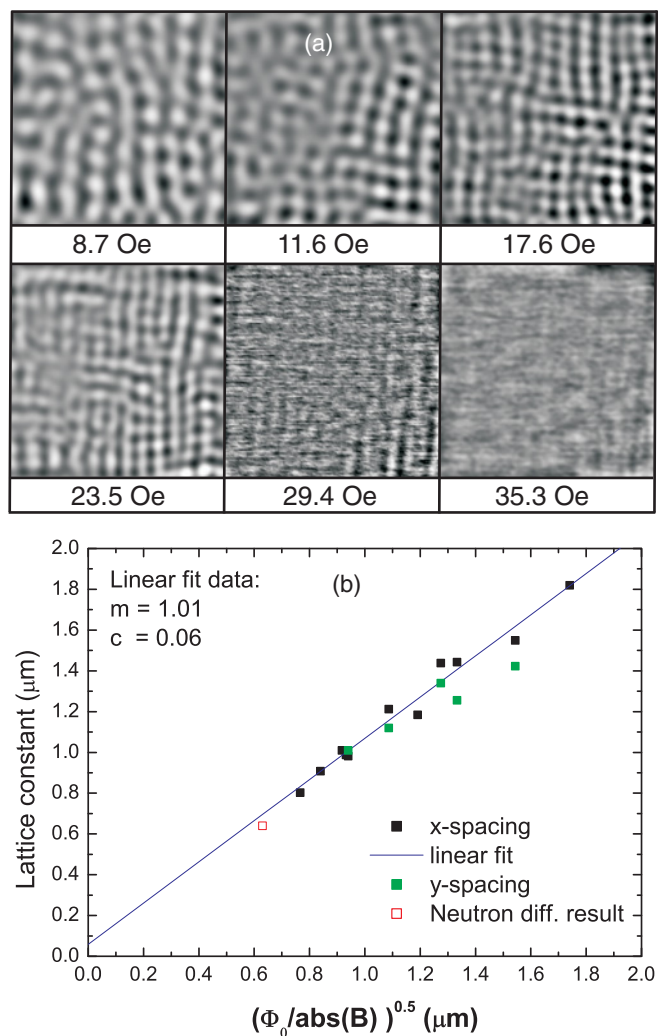 (a)
8.7 Oe 11.6 Oe 17.6 Oe
23.5 Oe 29.4 Oe 35.3 Oe
(b)
Linear fit data:
m = 1.01
c = 0.06
2.0
1.8
1.6
1.4
1.2
1.0
0.8
0.6
0.4
0.2
0.0
Lattice constant (μm)
x-spacing
linear fit
y-spacing
Neutron diff. result
0.0 0.2 0.4 0.6 0.8 1.0 1.2 1.4 1.6 1.8 2.0
(Φ₀/abs(B) )^0.5 (μm)